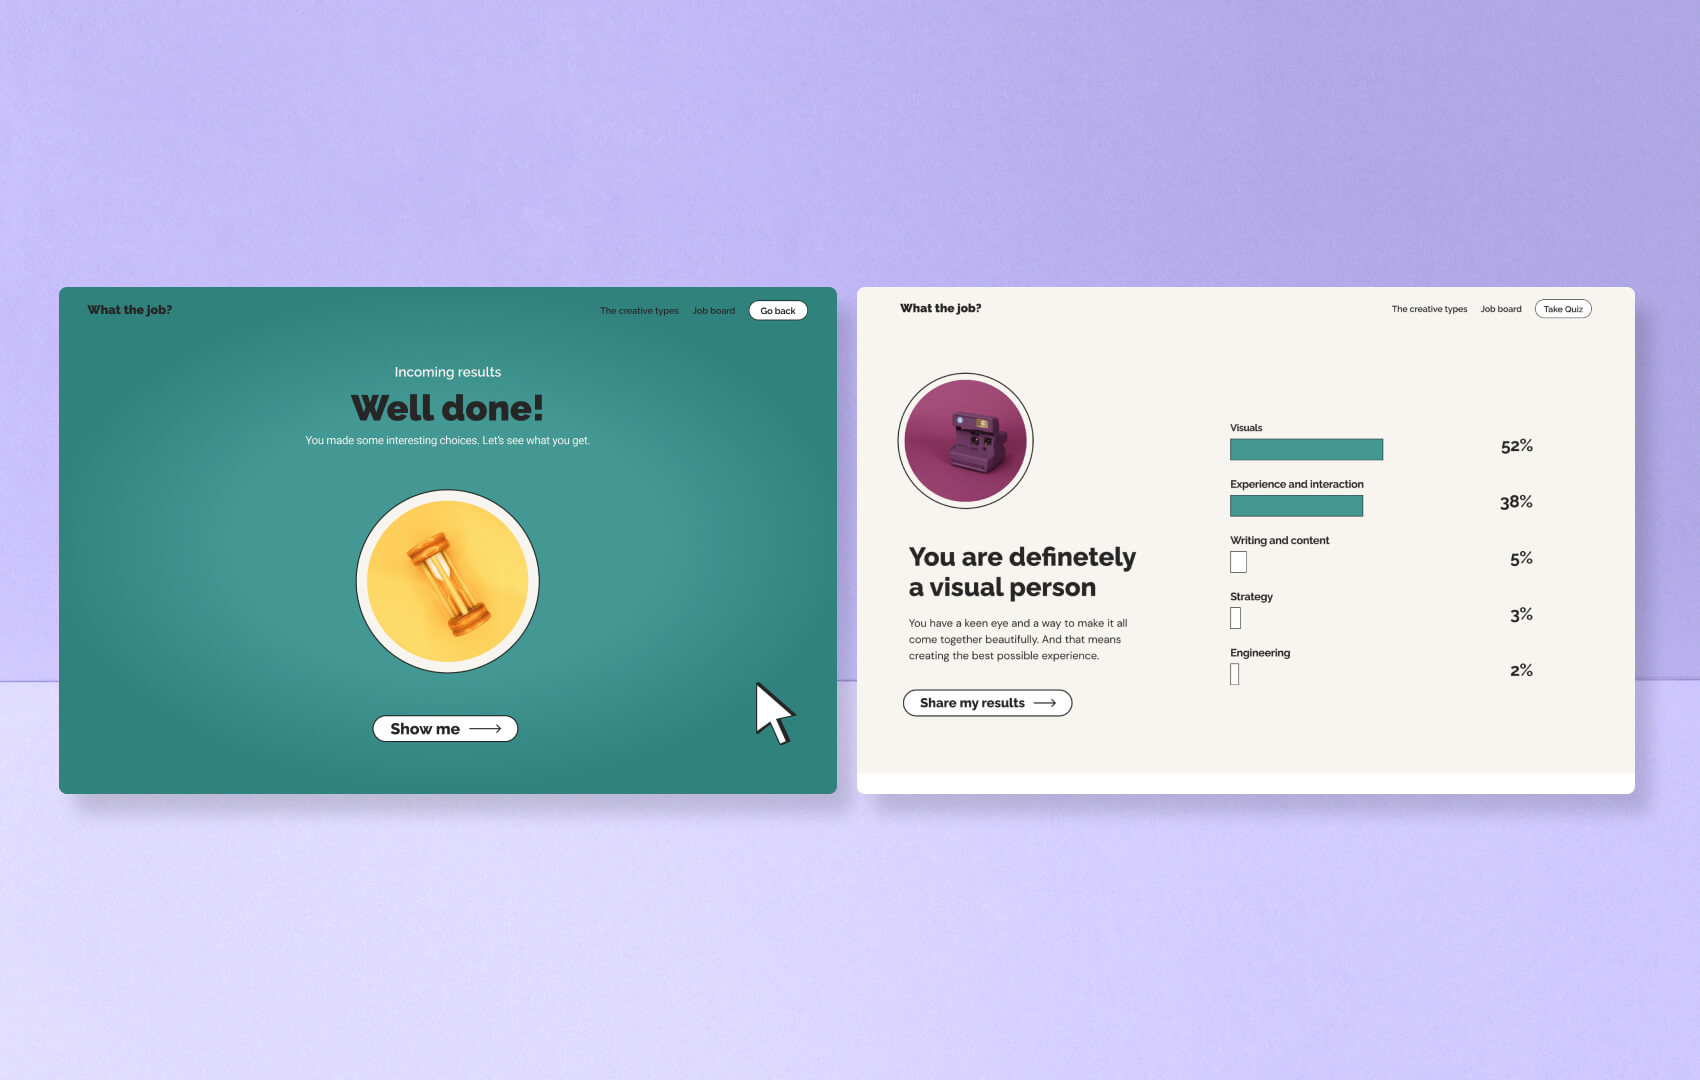 What the job?
The creative types
Job board
Go back
Incoming results
Well done!
You made some interesting choices. Let's see what you get.
Show me
What the job?
The creative types
Job board
Take Quiz
You are definetely
a visual person
You have a keen eye and a way to make it all
come together beautifully. And that means
creating the best possible experience.
Share my results
Visuals
52%
Experience and interaction
38%
Writing and content
5%
Strategy
3%
Engineering
2%